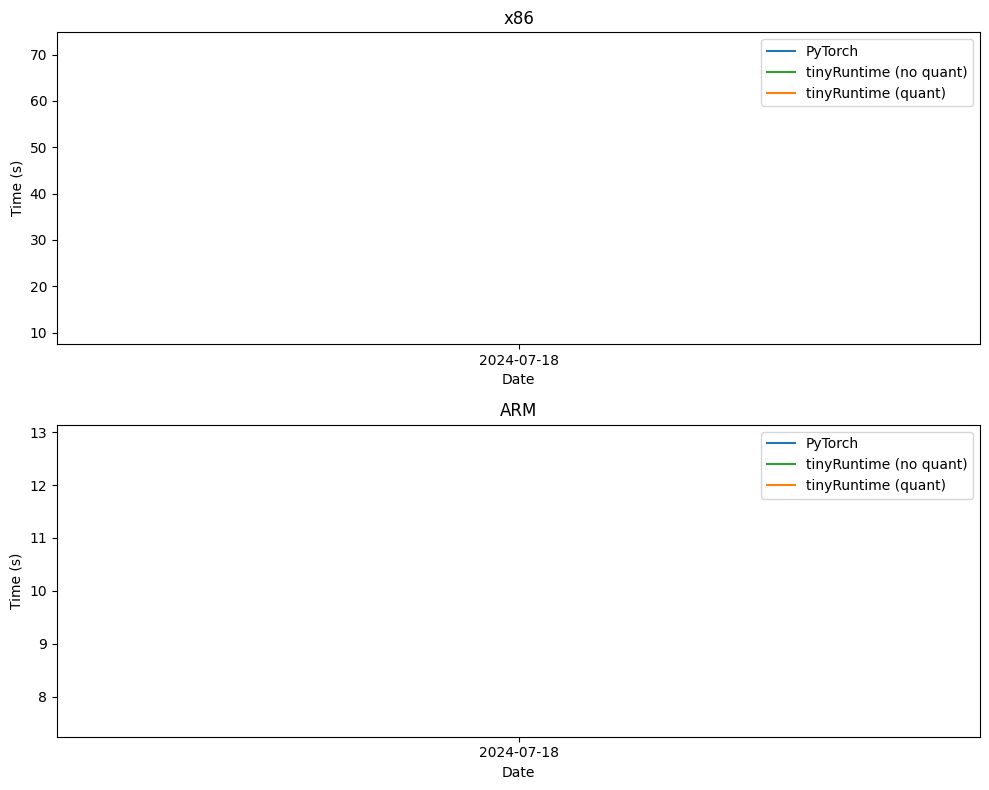 x86
PyTorch
tinyRuntime (no quant)
tinyRuntime (quant)
70
60
50
40
30
20
10
Time (s)
2024-07-18
Date
ARM
PyTorch
tinyRuntime (no quant)
tinyRuntime (quant)
13
12
11
10
9
8
Time (s)
2024-07-18
Date